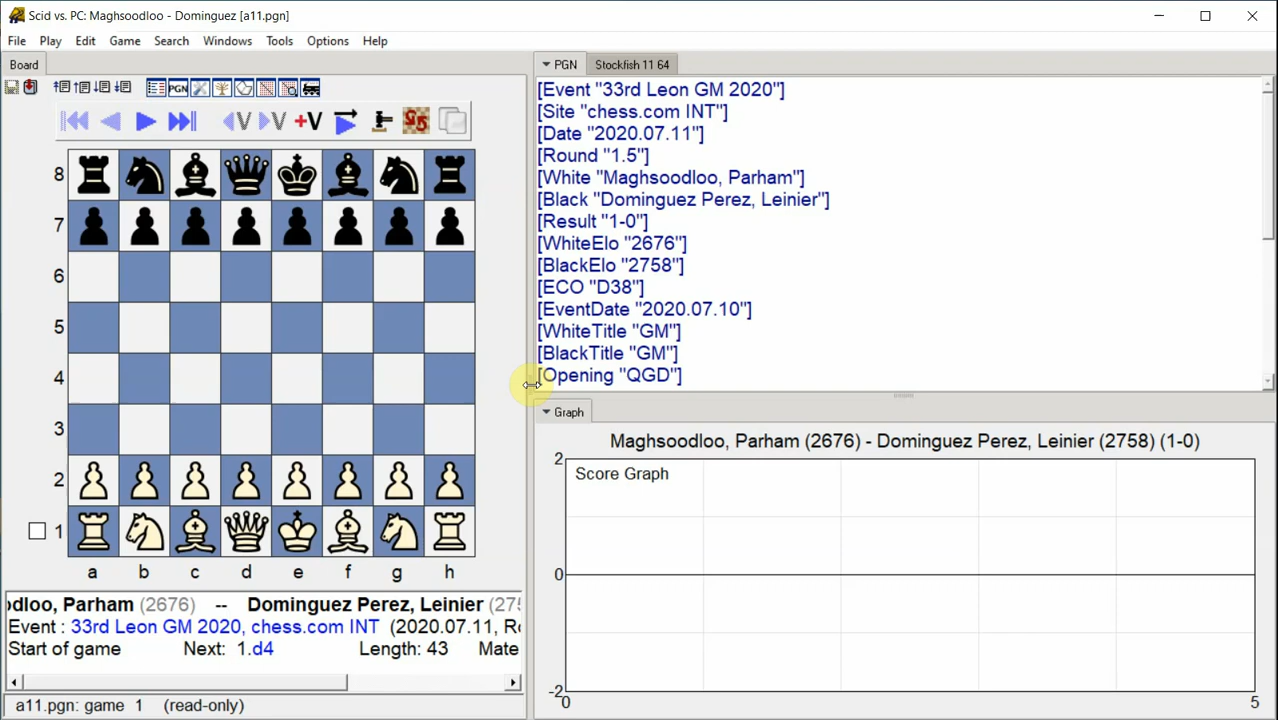 Scid vs. PC: Maghsoodloo - Dominguez [a11.pgn]
File Play Edit Game Search Windows Tools Options Help
Board
PGN
V V +V
8
7
6
5
4
3
2
1
a b c d e f g h
dloo, Parham (2676) -- Dominguez Perez, Leinier (275
Event : 33rd Leon GM 2020, chess.com INT (2020.07.11, Ro
Start of game Next: 1.d4 Length: 43 Mate
a11.pgn: game 1 (read-only)
PGN Stockfish 11 64
[Event "33rd Leon GM 2020"]
[Site "chess.com INT"]
[Date "2020.07.11"]
[Round "1.5"]
[White "Maghsoodloo, Parham"]
[Black "Dominguez Perez, Leinier"]
[Result "1-0"]
[WhiteElo "2676"]
[BlackElo "2758"]
[ECO "D38"]
[EventDate "2020.07.10"]
[WhiteTitle "GM"]
[BlackTitle "GM"]
[Opening "QGD"]
Graph
Maghsoodloo, Parham (2676) - Dominguez Perez, Leinier (2758) (1-0)
2
Score Graph
0
-2
0 5